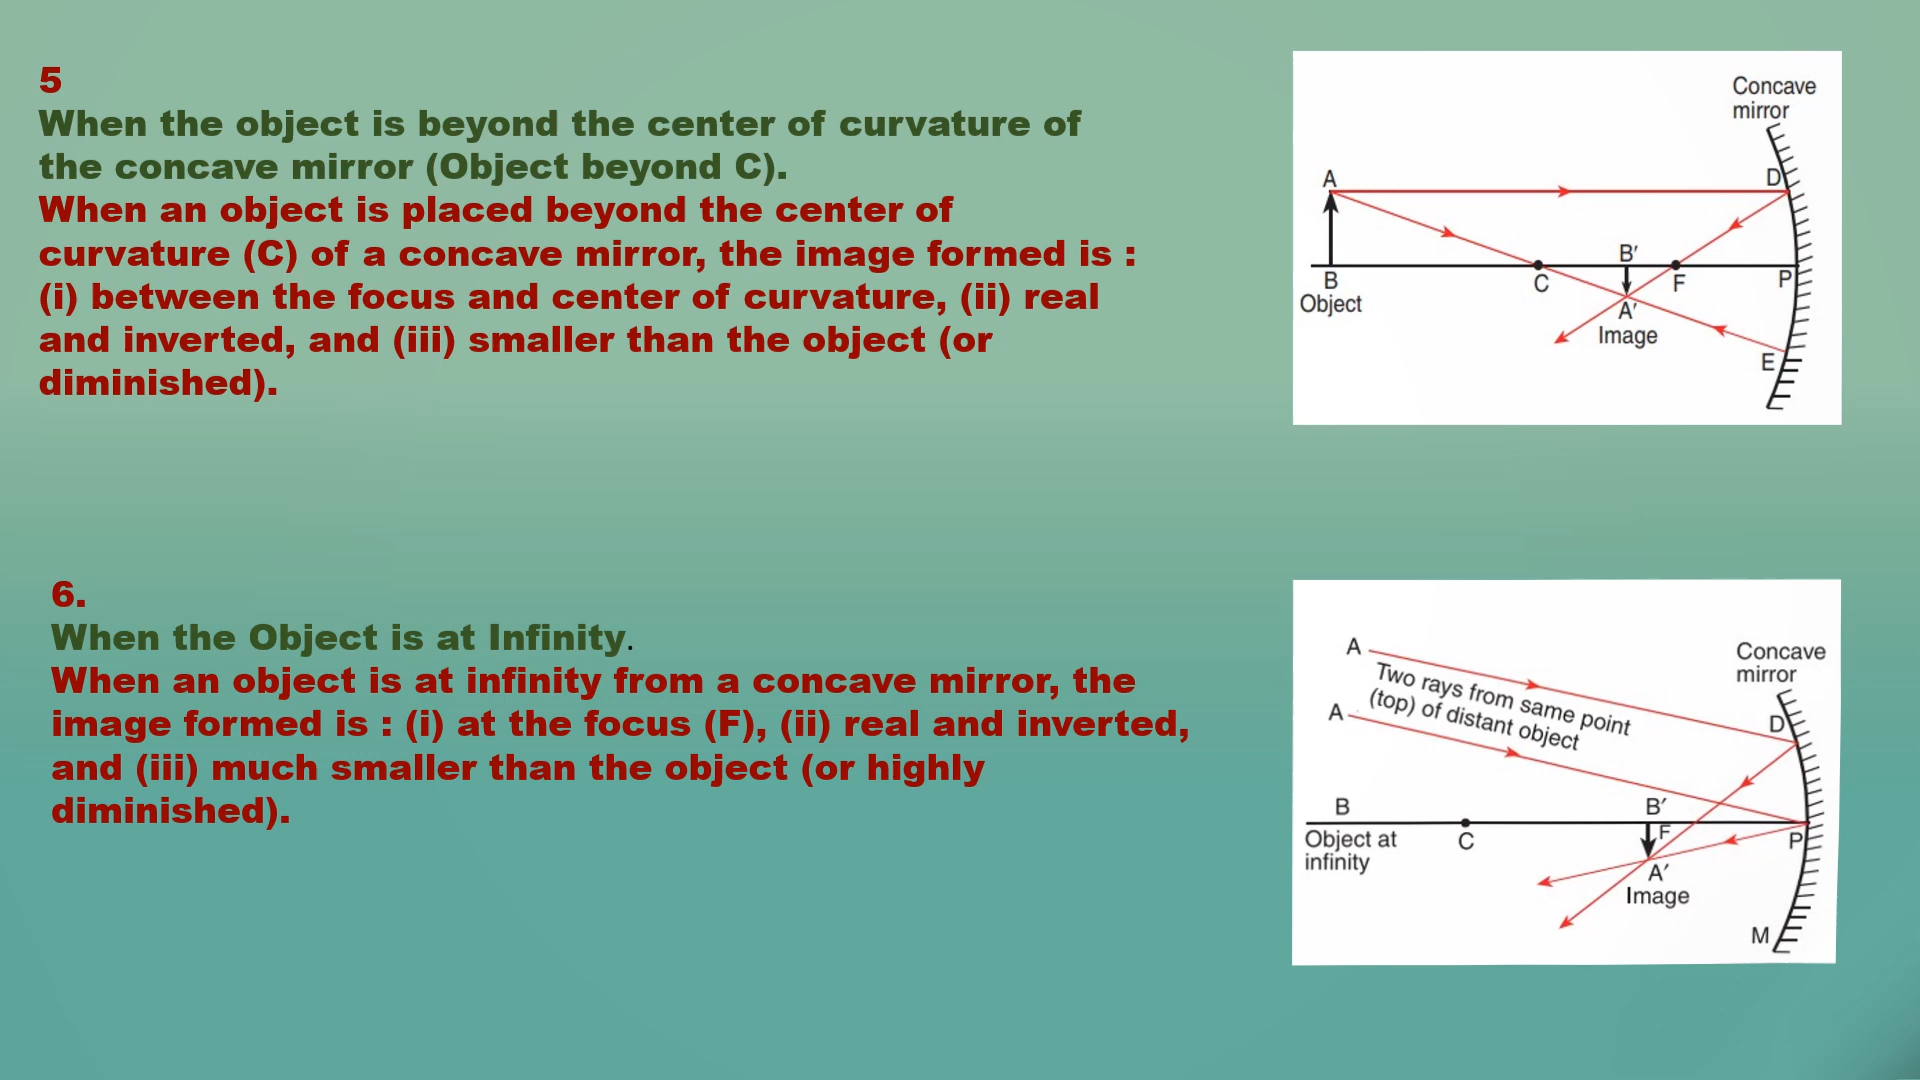 5
When the object is beyond the center of curvature of
the concave mirror (Object beyond C).
When an object is placed beyond the center of
curvature (C) of a concave mirror, the image formed is :
(i) between the focus and center of curvature, (ii) real
and inverted, and (iii) smaller than the object (or
diminished).
Concave
mirror
A
D
B′
B
C
F
P
Object
A′
Image
E
6.
When the Object is at Infinity.
When an object is at infinity from a concave mirror, the
image formed is : (i) at the focus (F), (ii) real and inverted,
and (iii) much smaller than the object (or highly
diminished).
A
Concave
mirror
Two rays from same point
(top) of distant object
A
D
B
B′
Object at
infinity
C
F
P
A′
Image
M